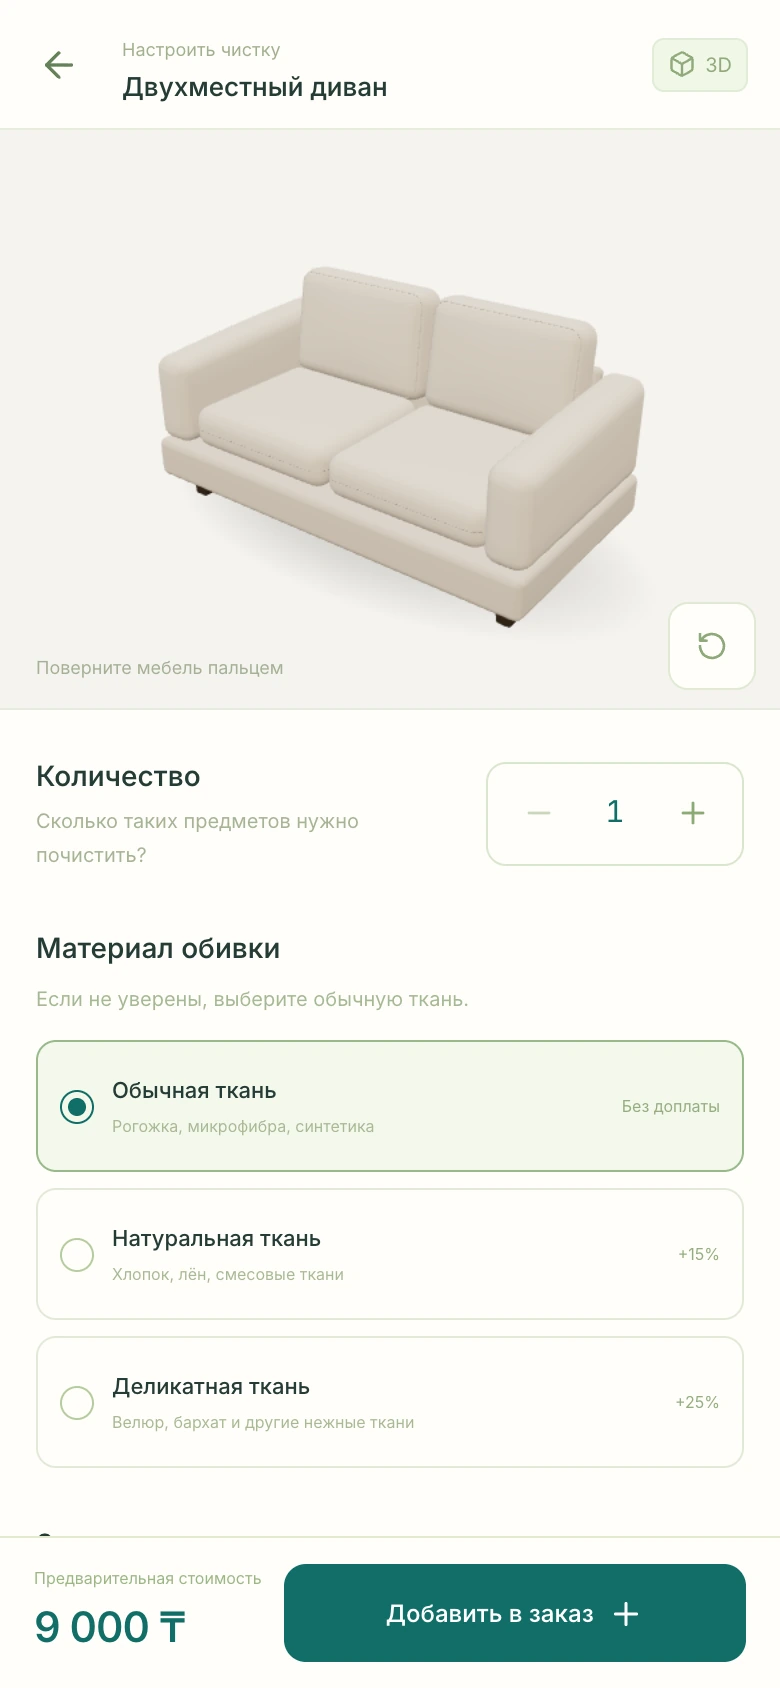 Настроить чистку
Двухместный диван
3D
Поверните мебель пальцем
Количество
Сколько таких предметов нужно
почистить?
1
Материал обивки
Если не уверены, выберите обычную ткань.
Обычная ткань
Рогожка, микрофибра, синтетика
Без доплаты
Натуральная ткань
Хлопок, лён, смесовые ткани
+15%
Деликатная ткань
Велюр, бархат и другие нежные ткани
+25%
Предварительная стоимость
9 000 ₸
Добавить в заказ